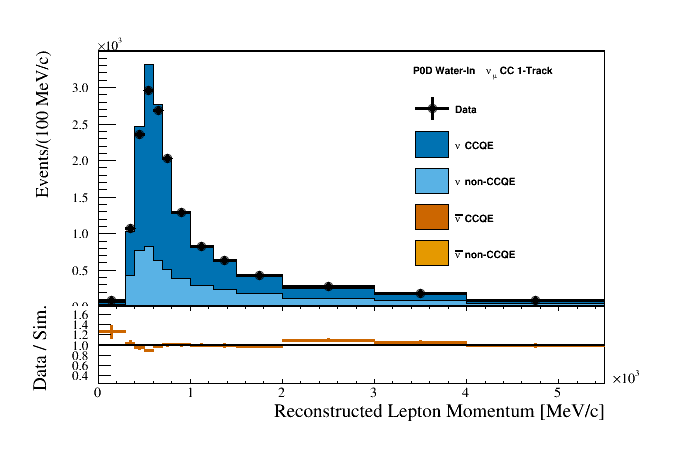 ×10³
P0D Water-In ν_μ CC 1-Track
Data
ν CCQE
ν non-CCQE
ν̅ CCQE
ν̅ non-CCQE
Events/(100 MeV/c)
3.0
2.5
2.0
1.5
1.0
0.5
0.0
Data / Sim.
1.6
1.4
1.2
1.0
0.8
0.6
0.4
0 1 2 3 4 5
×10³
Reconstructed Lepton Momentum [MeV/c]